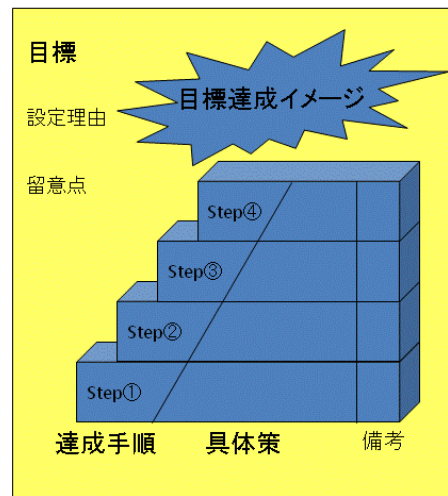 目標
目標達成イメージ
設定理由
留意点
Step④
Step③
Step②
Step①
達成手順
具体策
備考